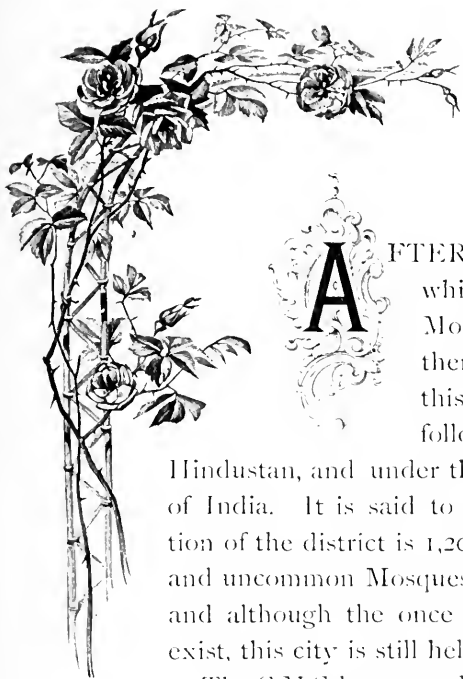 AFTER
whi
Mo
ther
this
follo
Hindustan, and under th
of India. It is said to
tion of the district is 1,20
and uncommon Mosques
and although the once
exist, this city is still hel